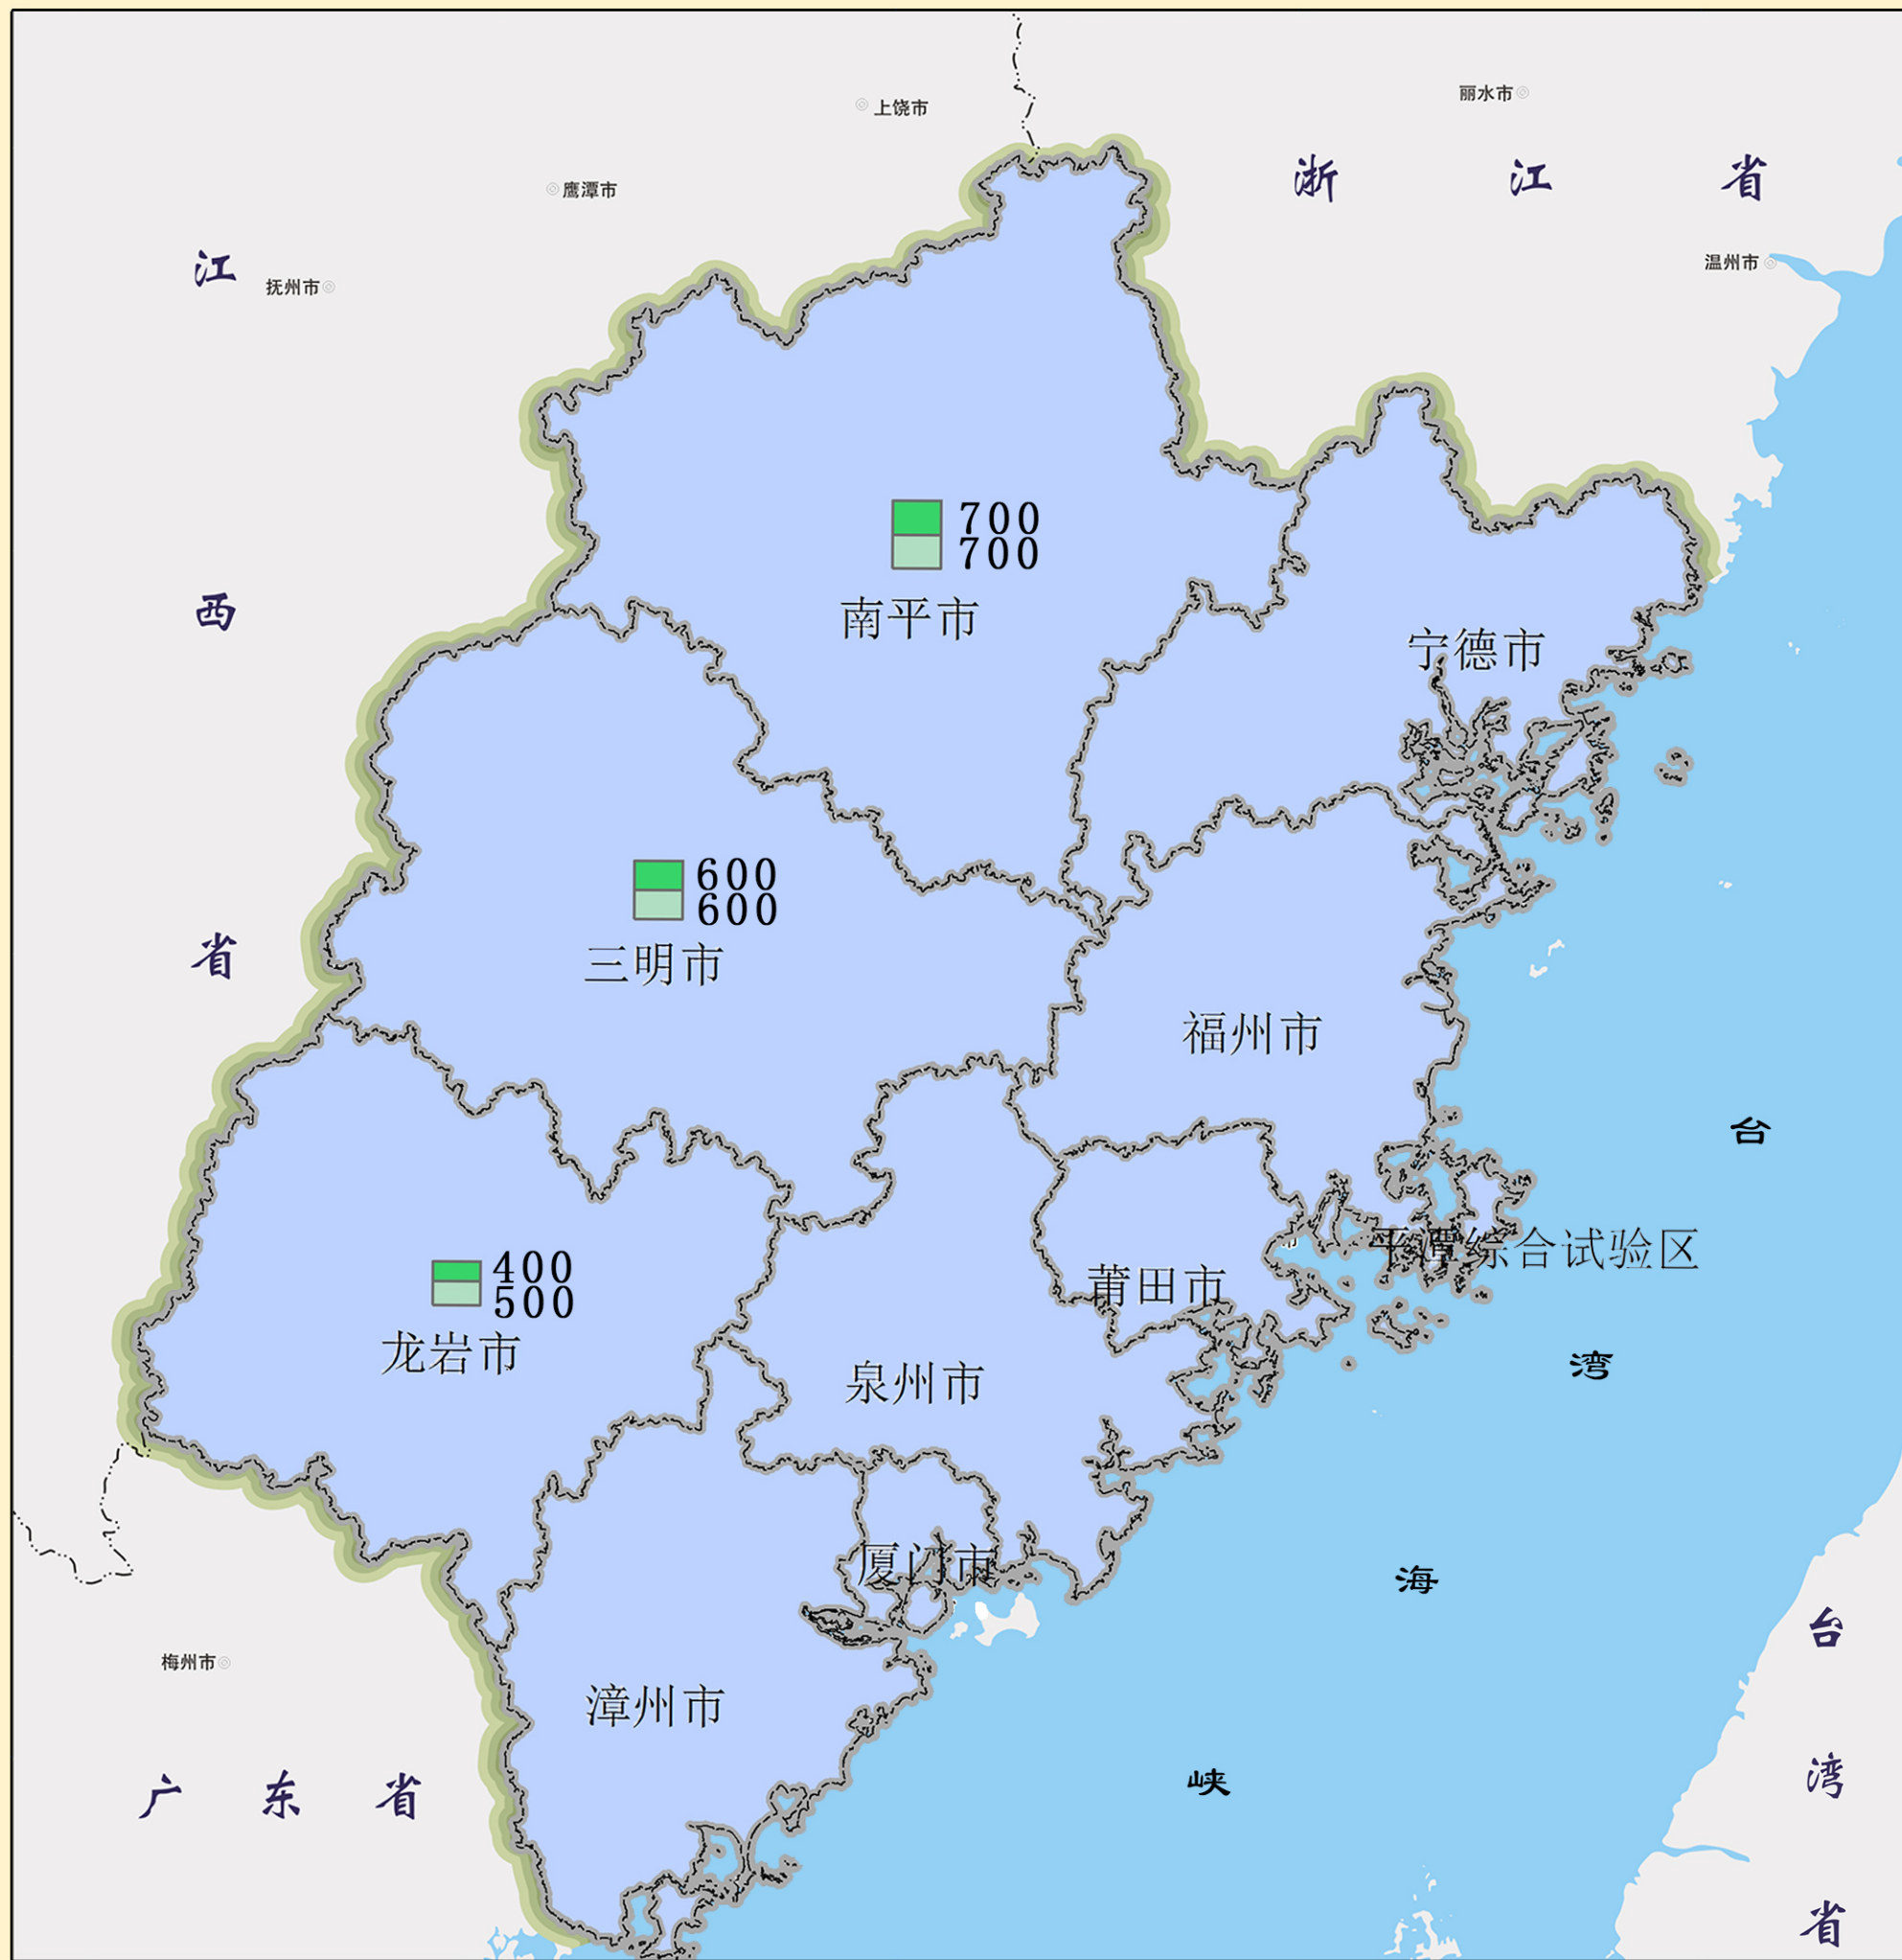 丽水市
上饶市
浙江省
鹰潭市
江西省
温州市
抚州市
700
700
南平市
宁德市
600
600
三明市
福州市
台湾海峡
平潭综合试验区
400
500
莆田市
龙岩市
泉州市
厦门市
台湾省
梅州市
漳州市
广东省